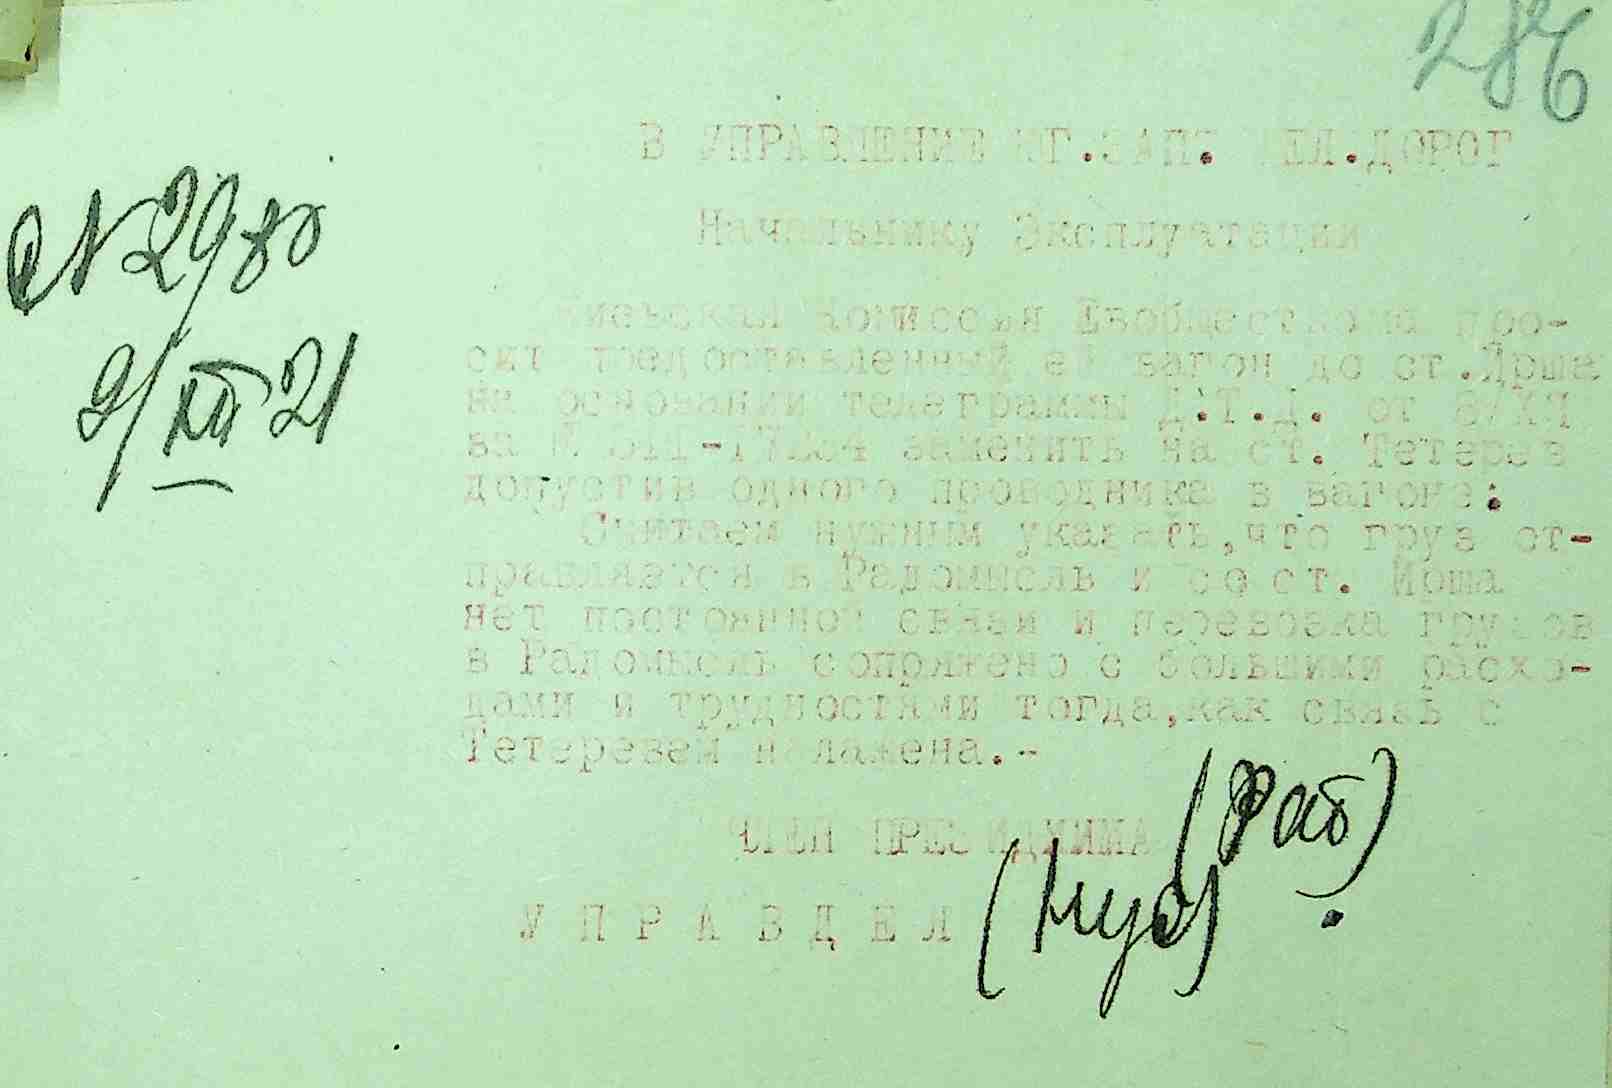 286
В УПРАВЛЕНИЕ ЮГ.ЗАП. ЖЕЛ.ДОРОГ
Начальнику Эксплуатации
№ 2980
9/XII 21
Киевская Комиссия Евобщесткома про-
сит предоставленный ей вагон до ст.Ирша
на основании телеграммы Д.Т.Д. от 8/XII
за № заменить на ст. Тетерев
допустив одного проводника в вагоне:
Считаем нужным указать,что груз от-
правляется в Радомысль и со ст. Ирша
нет постоянной связи и перевозка грузов
в Радомысль сопряжено с большими расхо-
дами и трудностями тогда,как связь с
Тетеревем налажена.-
ЧЛЕН ПРЕЗИДИУМА
У П Р А В Д Е Л